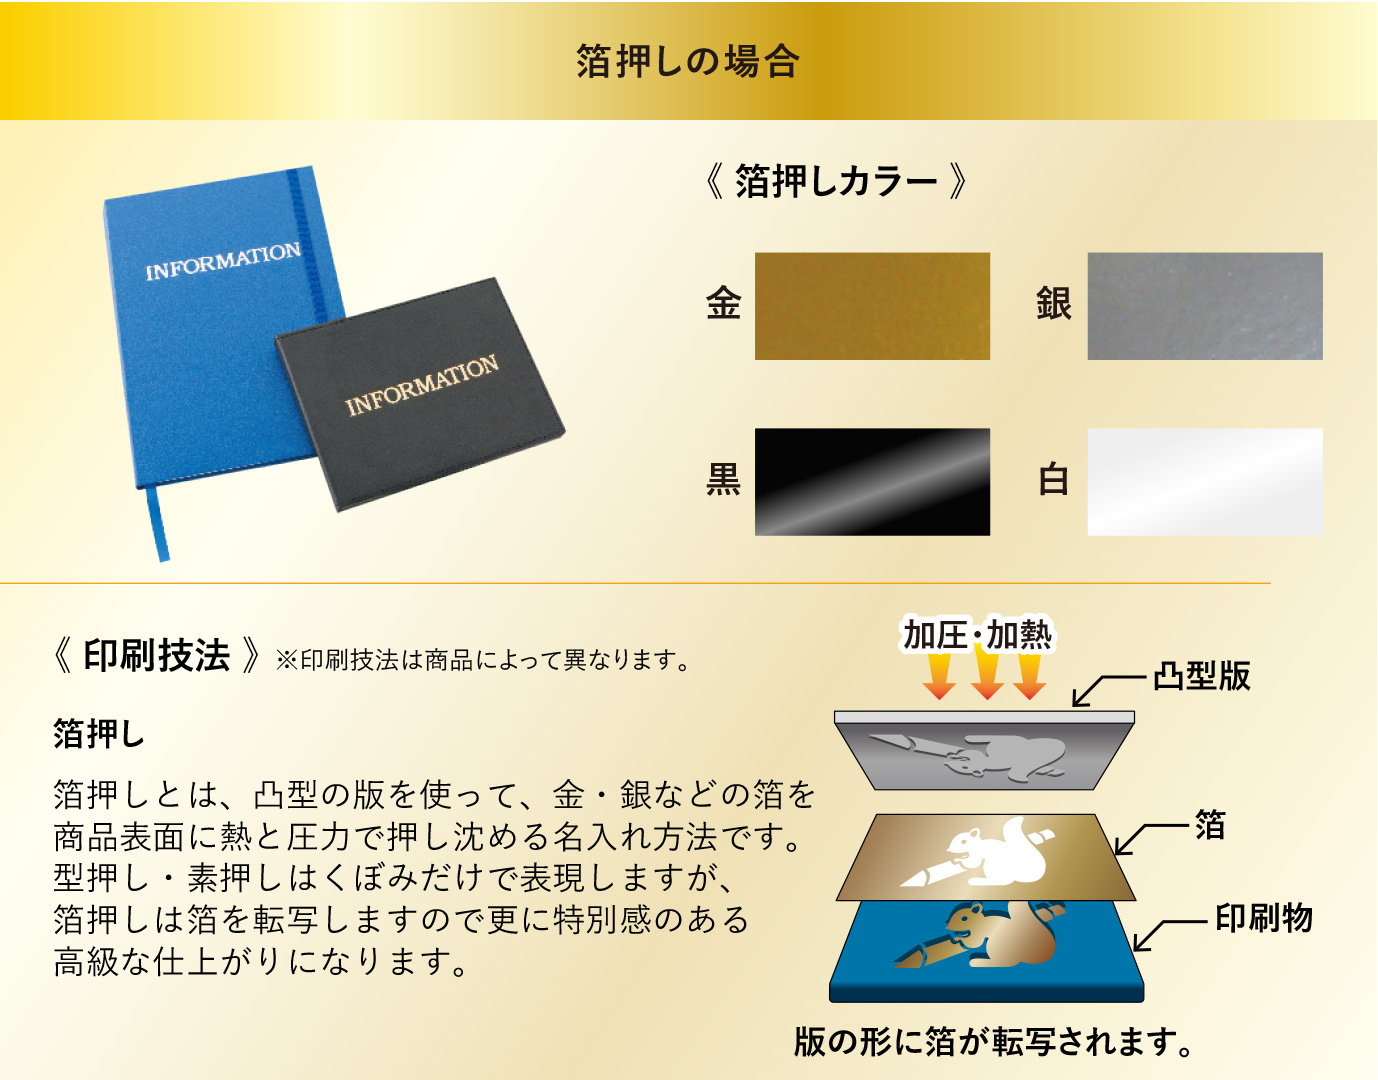 箔押しの場合
INFORMATION
INFORMATION
《 箔押しカラー 》
金
銀
黒
白
《 印刷技法 》 ※印刷技法は商品によって異なります。
箔押し
箔押しとは、凸型の版を使って、金・銀などの箔を
商品表面に熱と圧力で押し沈める名入れ方法です。
型押し・素押しはくぼみだけで表現しますが、
箔押しは箔を転写しますので更に特別感のある
高級な仕上がりになります。
加圧・加熱
凸型版
箔
印刷物
版の形に箔が転写されます。